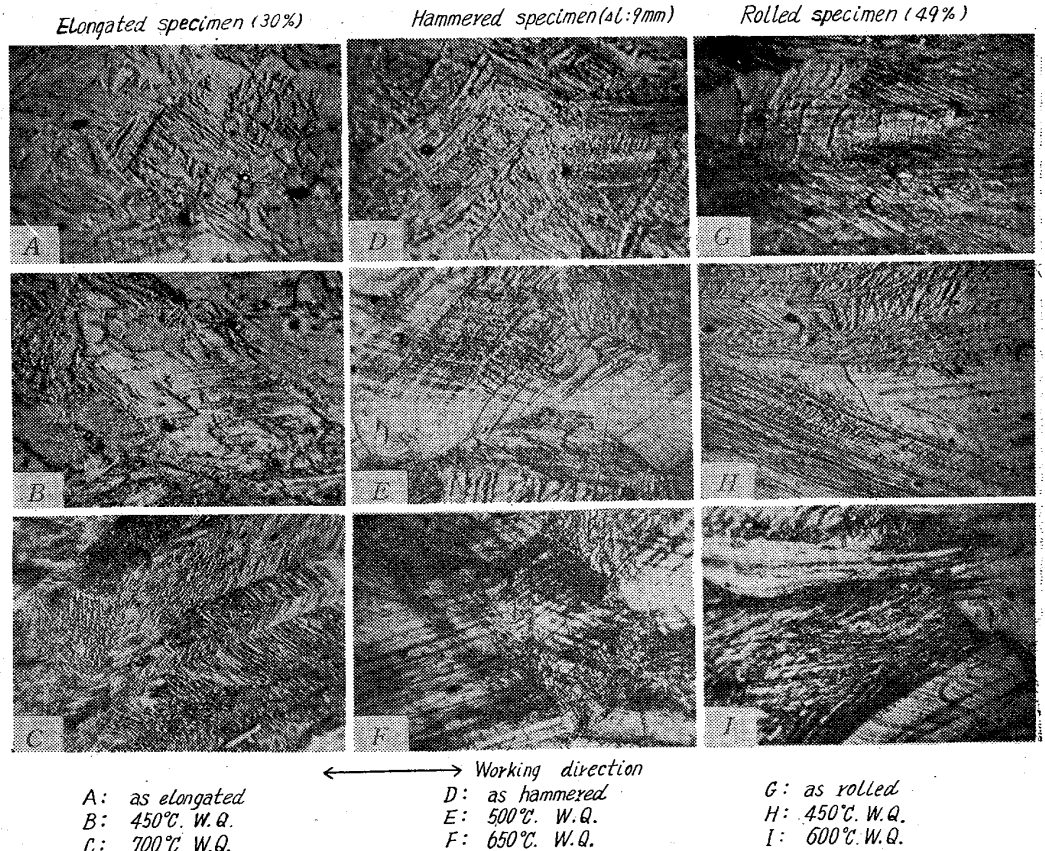 Elongated specimen (30%) Hammered specimen (Δl: 9mm) Rolled specimen (49%)
A D G
B E H
C F I
Working direction
A: as elongated D: as hammered G: as rolled
B: 450°C. W.Q. E: 500°C. W.Q. H: 450°C. W.Q.
C: 700°C W.Q. F: 650°C. W.Q. I: 600°C. W.Q.